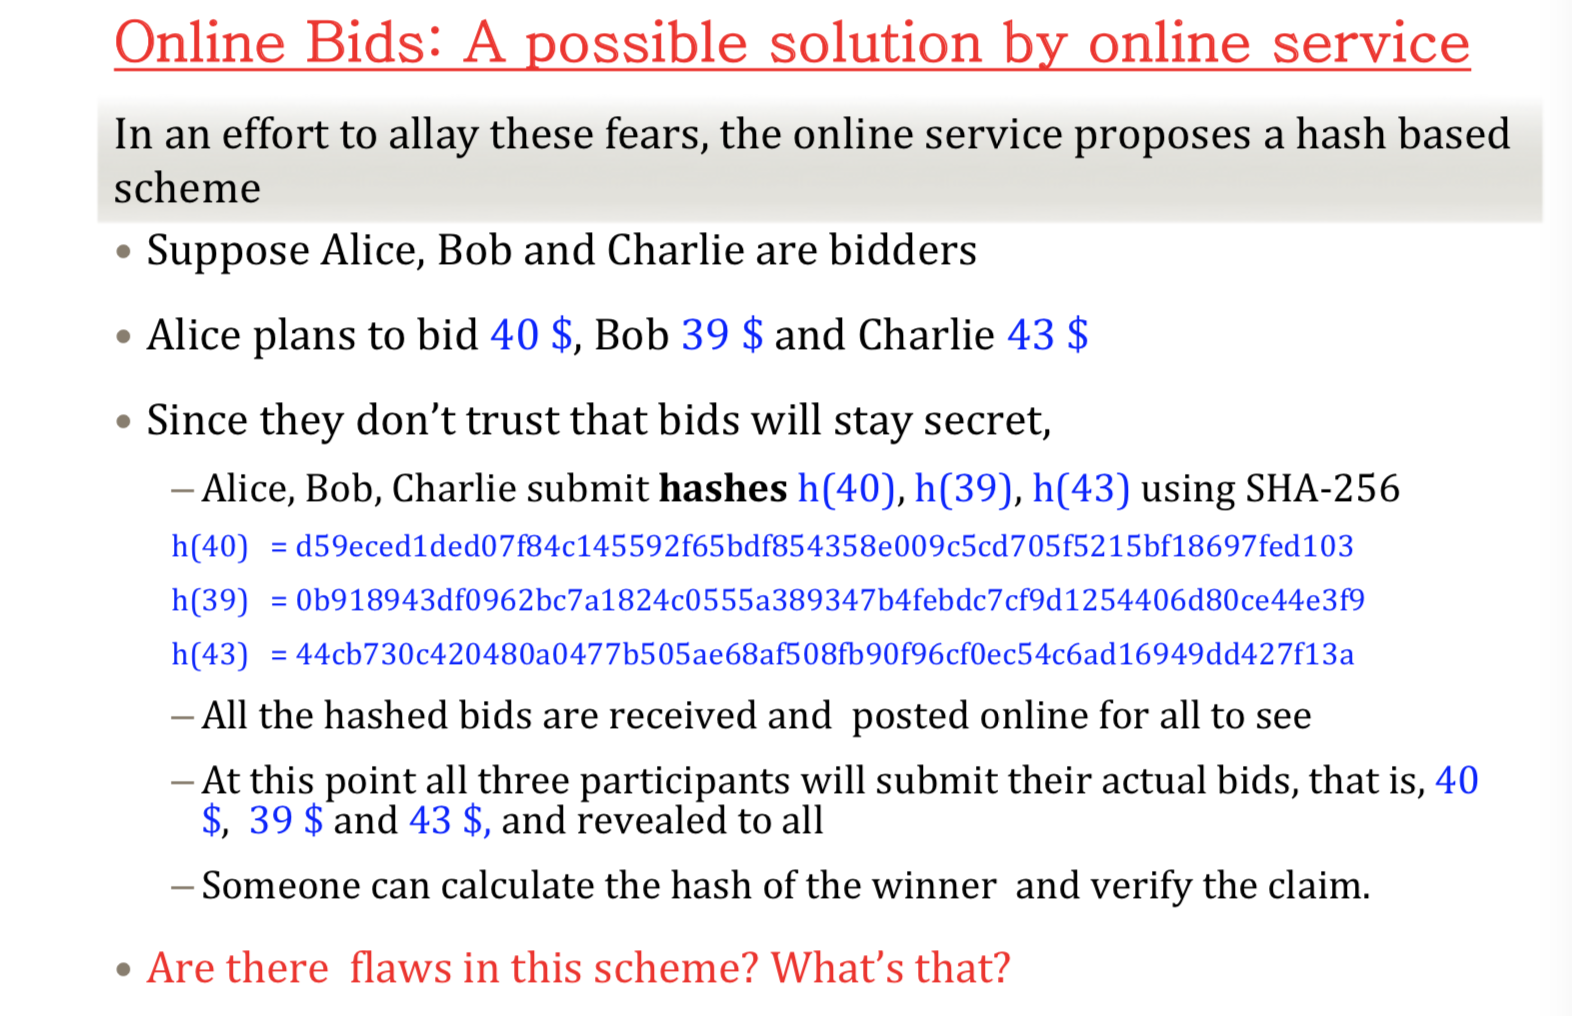 Online Bids: A possible solution by online service
In an effort to allay these fears, the online service proposes a hash based
scheme
• Suppose Alice, Bob and Charlie are bidders
• Alice plans to bid 40 $, Bob 39 $ and Charlie 43 $
• Since they don’t trust that bids will stay secret,
– Alice, Bob, Charlie submit hashes h(40), h(39), h(43) using SHA-256
h(40) = d59eced1ded07f84c145592f65bdf854358e009c5cd705f5215bf18697fed103
h(39) = 0b918943df0962bc7a1824c0555a389347b4febdc7cf9d1254406d80ce44e3f9
h(43) = 44cb730c420480a0477b505ae68af508fb90f96cf0ec54c6ad16949dd427f13a
– All the hashed bids are received and posted online for all to see
– At this point all three participants will submit their actual bids, that is, 40
$, 39 $ and 43 $, and revealed to all
– Someone can calculate the hash of the winner and verify the claim.
• Are there flaws in this scheme? What’s that?